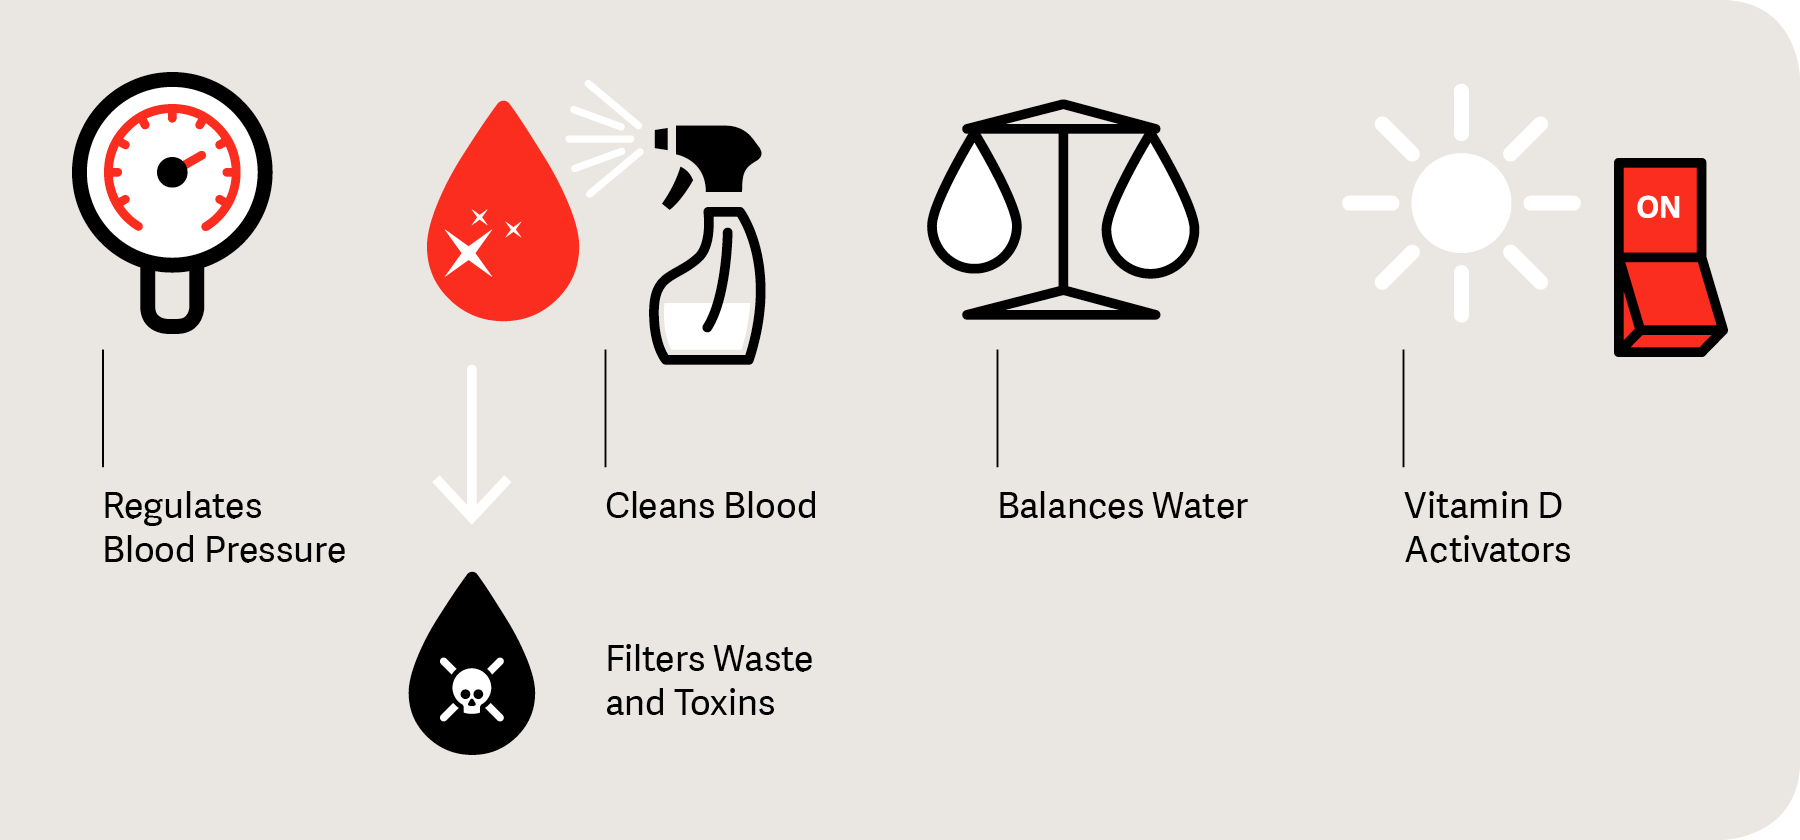 ON
Regulates
Blood Pressure
Cleans Blood
Filters Waste
and Toxins
Balances Water
Vitamin D
Activators